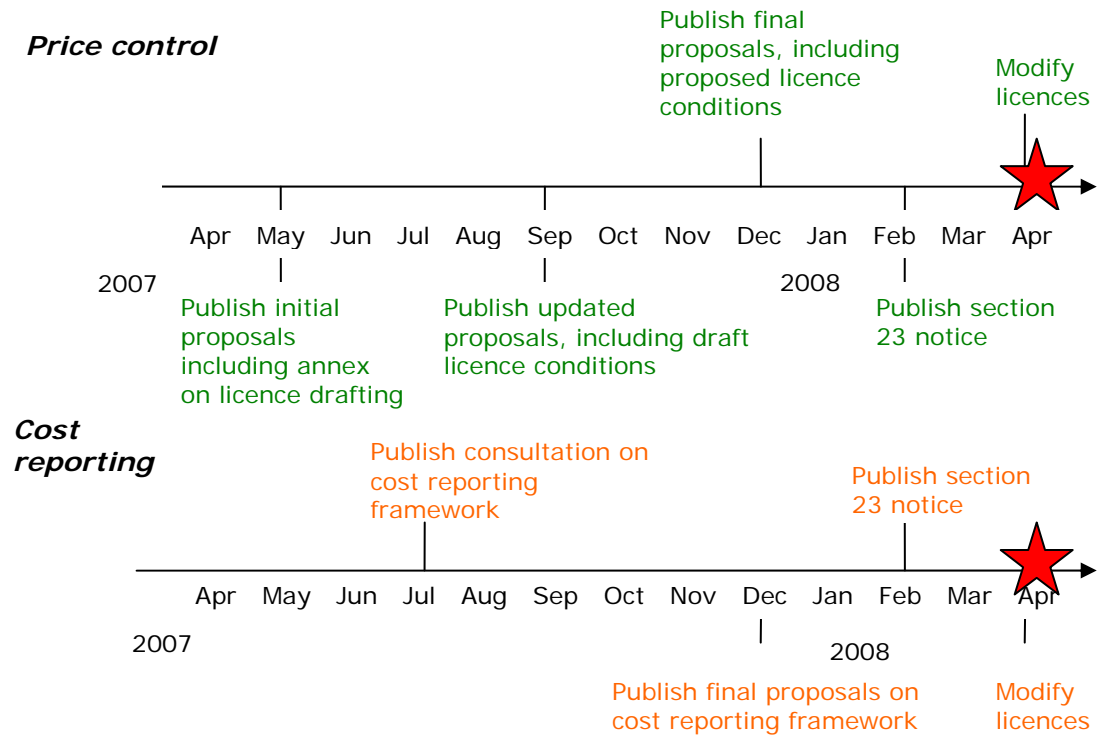 Price control
Publish final
proposals, including
proposed licence
conditions
Modify
licences
Apr May Jun Jul Aug Sep Oct Nov Dec Jan Feb Mar Apr
2007
2008
Publish initial
proposals
including annex
on licence drafting
Publish updated
proposals, including draft
licence conditions
Publish section
23 notice
Cost
reporting
Publish consultation on
cost reporting
framework
Publish section
23 notice
Apr May Jun Jul Aug Sep Oct Nov Dec Jan Feb Mar Apr
2007
2008
Publish final proposals on
cost reporting framework
Modify
licences